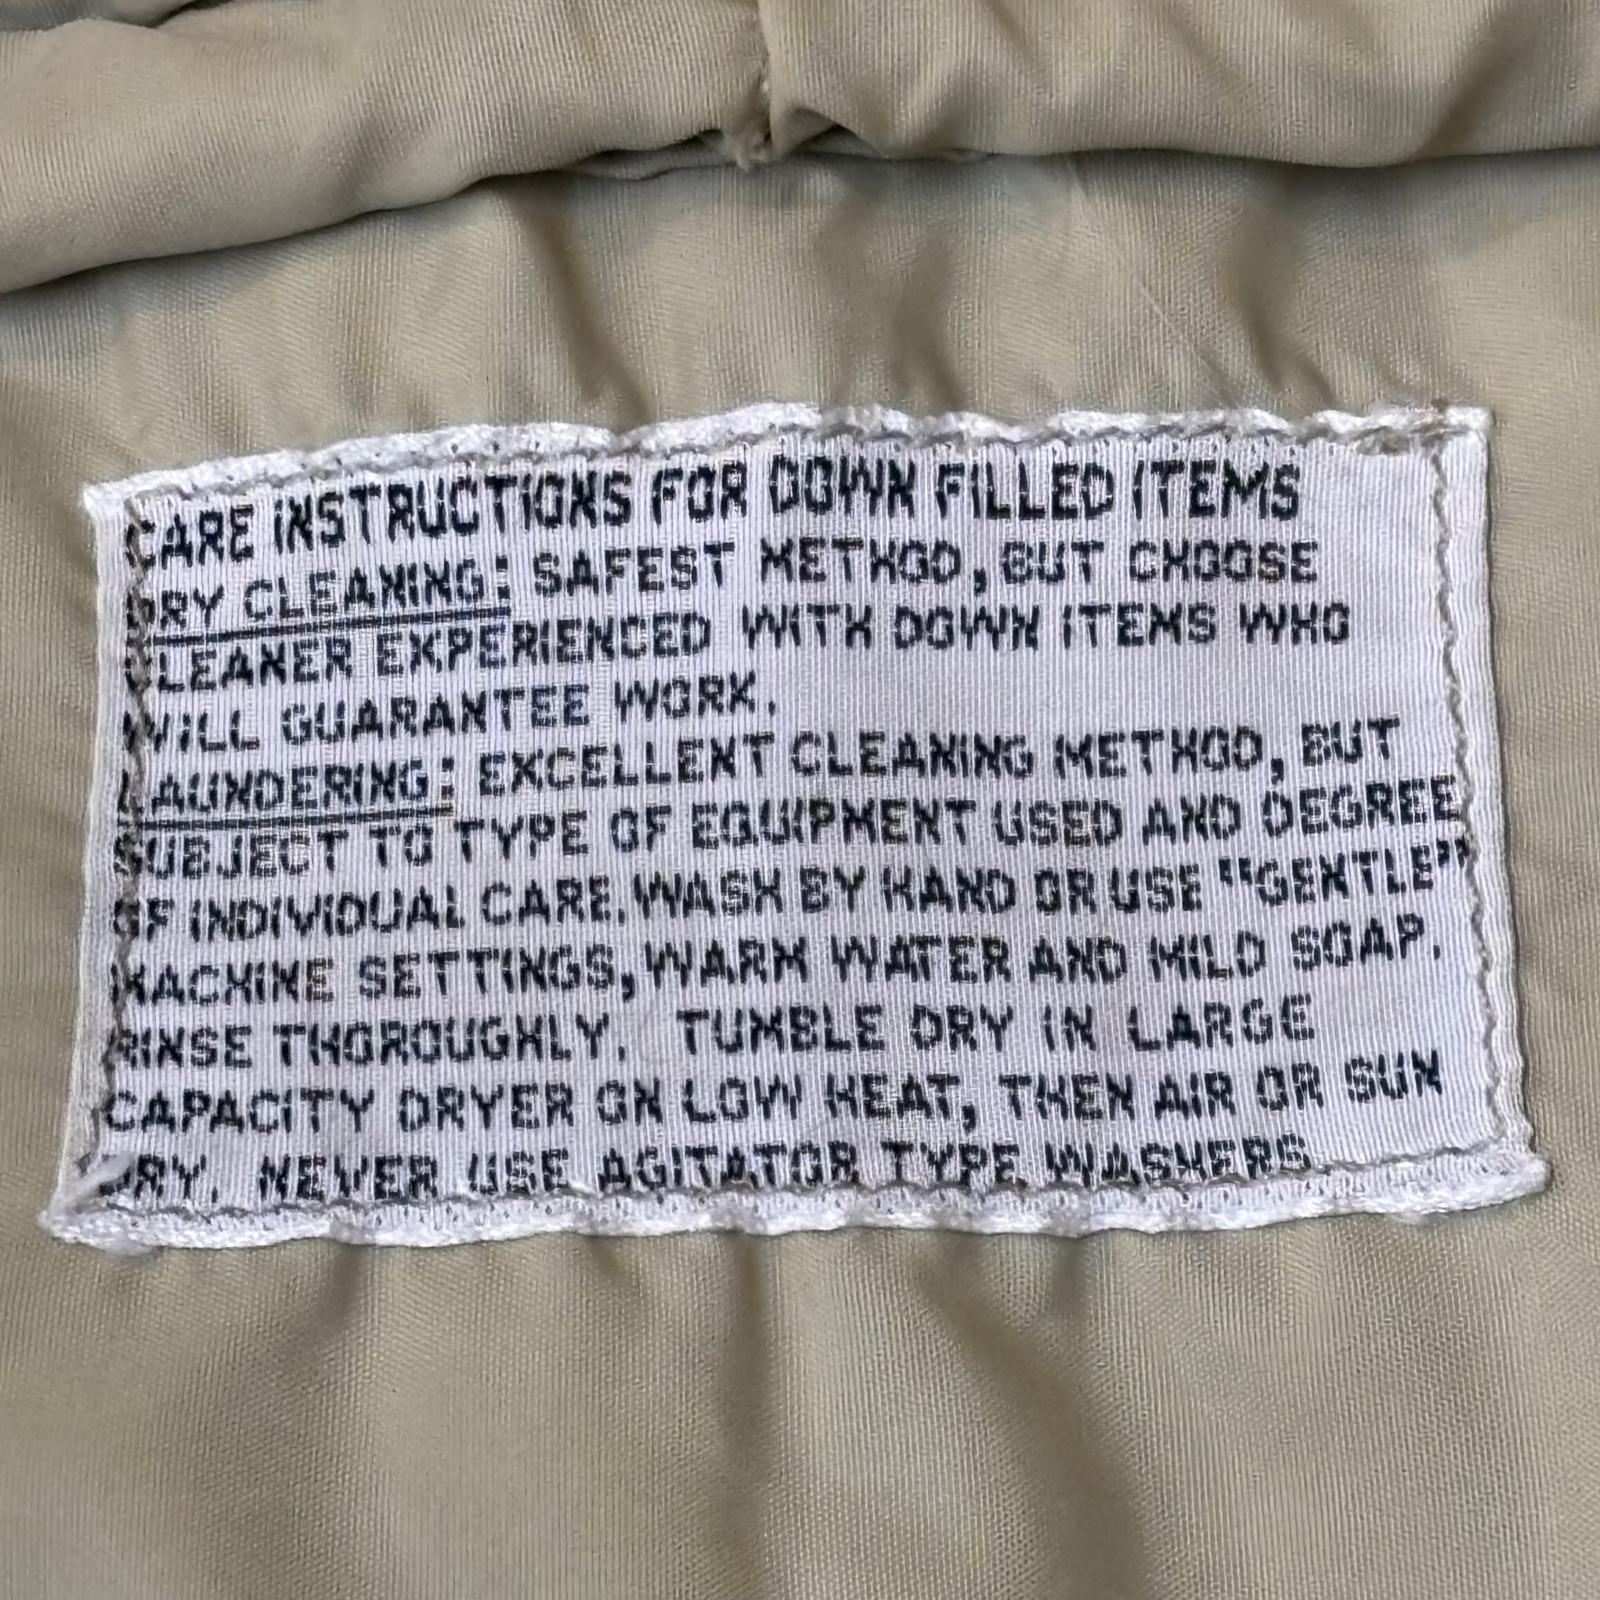 CARE INSTRUCTIONS FOR DOWN FILLED ITEMS
DRY CLEANING: SAFEST METHOD, BUT CHOOSE
CLEANER EXPERIENCED WITH DOWN ITEMS WHO
WILL GUARANTEE WORK.
LAUNDERING: EXCELLENT CLEANING METHOD, BUT
SUBJECT TO TYPE OF EQUIPMENT USED AND DEGREE
OF INDIVIDUAL CARE. WASH BY HAND OR USE "GENTLE"
MACHINE SETTINGS, WARM WATER AND MILD SOAP.
RINSE THOROUGHLY. TUMBLE DRY IN LARGE
CAPACITY DRYER ON LOW HEAT, THEN AIR OR SUN
DRY. NEVER USE AGITATOR TYPE WASHERS